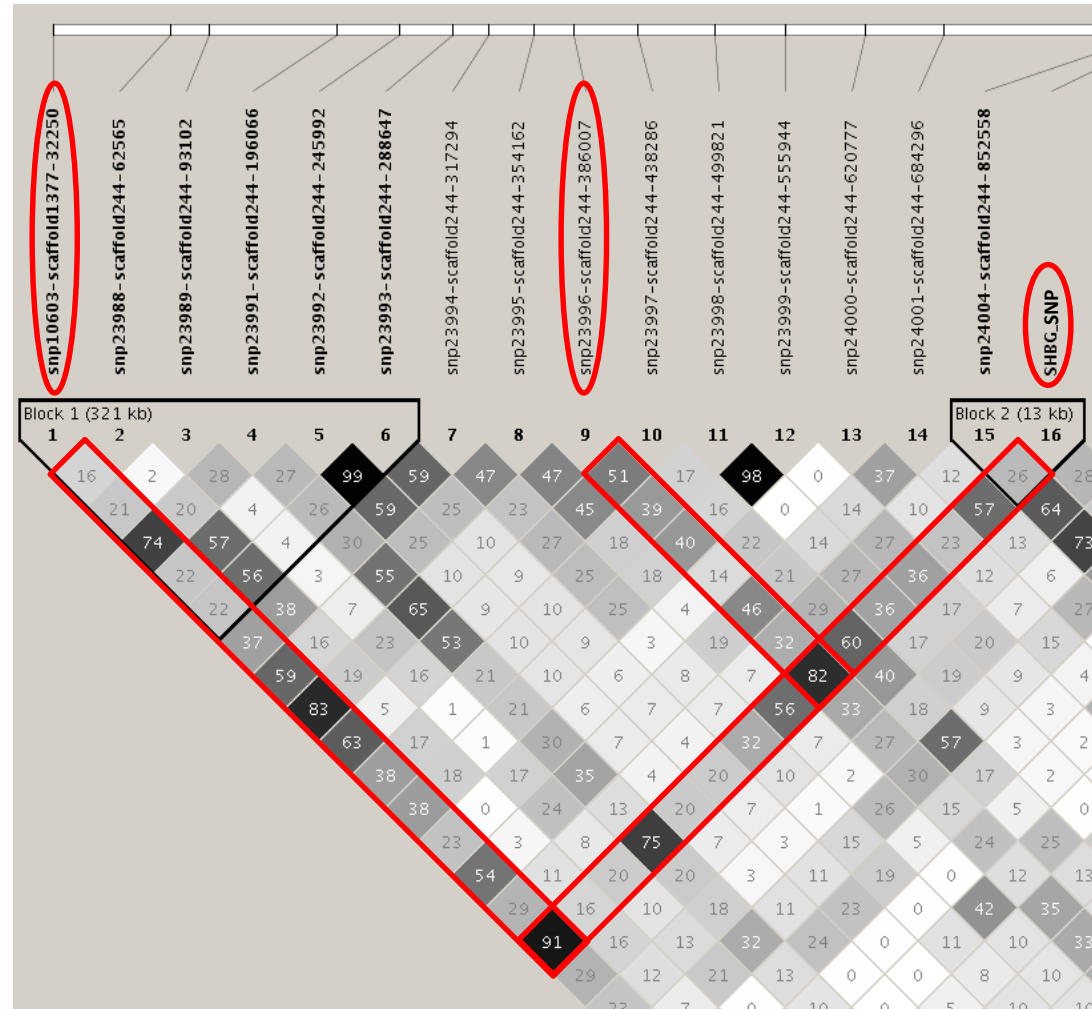 snp10603-scaffold1377-32250
snp23988-scaffold244-62565
snp23989-scaffold244-93102
snp23991-scaffold244-196066
snp23992-scaffold244-245992
snp23993-scaffold244-288647
snp23994-scaffold244-317294
snp23995-scaffold244-354162
snp23996-scaffold244-386007
snp23997-scaffold244-438286
snp23998-scaffold244-499821
snp23999-scaffold244-555944
snp24000-scaffold244-620777
snp24001-scaffold244-684296
snp24004-scaffold244-852558
SHBG_SNP
Block 1 (321 kb)
Block 2 (13 kb)
1 2 3 4 5 6 7 8 9 10 11 12 13 14 15 16
16 2 28 27 99 59 47 47 51 17 98 0 37 12 26 28
21 20 4 26 59 25 23 45 39 16 0 14 10 57 64
74 57 4 30 25 10 27 18 40 22 14 27 23 13 73
22 56 3 55 10 9 25 18 14 21 27 36 12 6
22 38 7 65 9 10 25 4 46 29 36 17 7 27
37 16 23 53 10 9 3 19 32 60 17 20 15
59 19 16 21 10 6 8 7 82 40 19 9 4
83 5 1 21 6 7 7 56 33 18 9 3
63 17 1 30 7 4 32 7 27 57 3 2
38 18 17 35 4 20 10 2 30 17 2
38 0 24 13 20 7 1 26 15 5 0
23 3 8 75 7 3 15 5 24 25
54 11 20 20 3 11 19 0 12 13
29 16 10 18 11 23 0 42 35
91 16 13 32 24 0 11 10 33
29 12 21 13 0 0 8 10